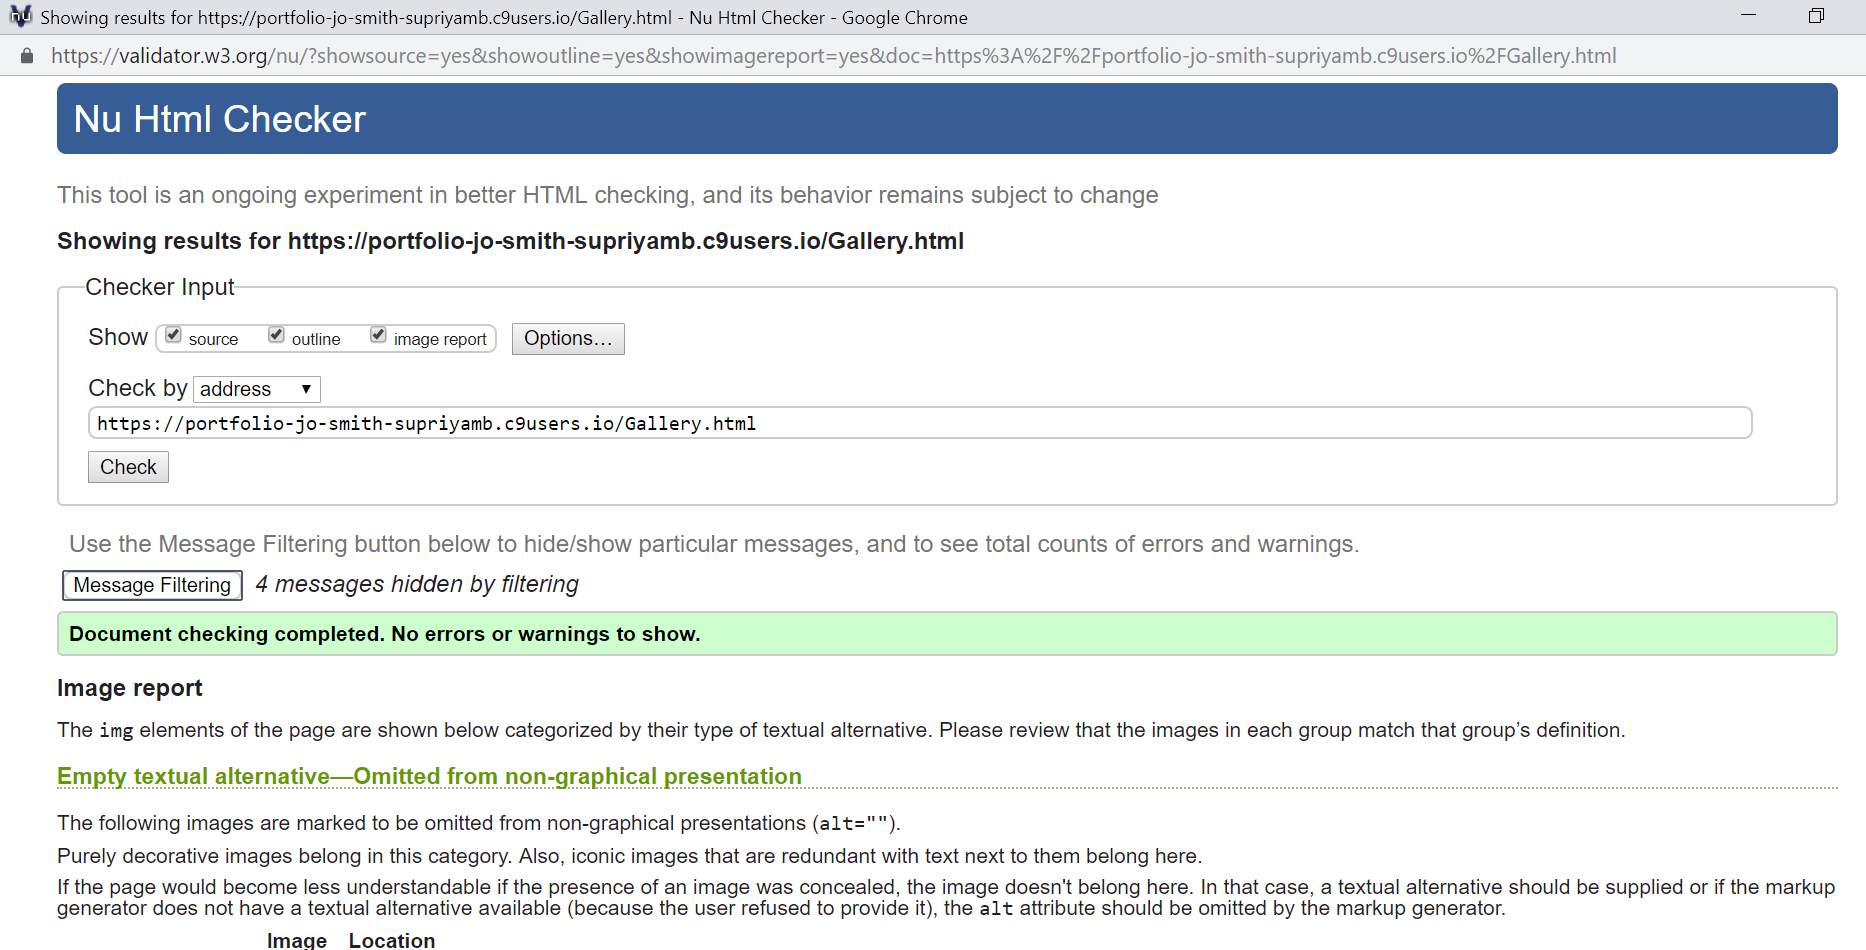 Showing results for https://portfolio-jo-smith-supriyamb.c9users.io/Gallery.html - Nu Html Checker - Google Chrome
https://validator.w3.org/nu/?showsource=yes&showoutline=yes&showimagereport=yes&doc=https%3A%2F%2Fportfolio-jo-smith-supriyamb.c9users.io%2FGallery.html
Nu Html Checker
This tool is an ongoing experiment in better HTML checking, and its behavior remains subject to change
Showing results for https://portfolio-jo-smith-supriyamb.c9users.io/Gallery.html
Checker Input
Show source outline image report Options...
Check by address
https://portfolio-jo-smith-supriyamb.c9users.io/Gallery.html
Check
Use the Message Filtering button below to hide/show particular messages, and to see total counts of errors and warnings.
Message Filtering 4 messages hidden by filtering
Document checking completed. No errors or warnings to show.
Image report
The img elements of the page are shown below categorized by their type of textual alternative. Please review that the images in each group match that group’s definition.
Empty textual alternative—Omitted from non-graphical presentation
The following images are marked to be omitted from non-graphical presentations (alt="").
Purely decorative images belong in this category. Also, iconic images that are redundant with text next to them belong here.
If the page would become less understandable if the presence of an image was concealed, the image doesn't belong here. In that case, a textual alternative should be supplied or if the markup
generator does not have a textual alternative available (because the user refused to provide it), the alt attribute should be omitted by the markup generator.
Image Location